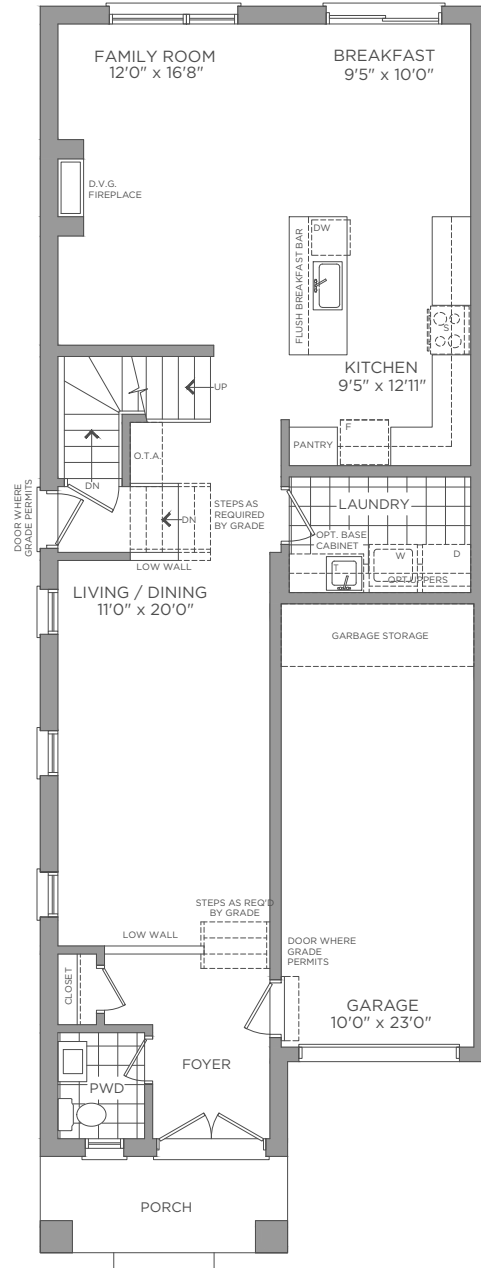 FAMILY ROOM
12'0" x 16'8"
BREAKFAST
9'5" x 10'0"
D.V.G.
FIREPLACE
DW
FLUSH BREAKFAST BAR
S
KITCHEN
9'5" x 12'11"
UP
F
PANTRY
O.T.A.
DN
DOOR WHERE
GRADE PERMITS
STEPS AS
REQUIRED
BY GRADE
DN
LAUNDRY
OPT. BASE
CABINET
W
D
T
OPT.UPPERS
LOW WALL
LIVING / DINING
11'0" x 20'0"
GARBAGE STORAGE
STEPS AS REQ'D
BY GRADE
LOW WALL
DOOR WHERE
GRADE
PERMITS
CLOSET
GARAGE
10'0" x 23'0"
FOYER
PWD
PORCH